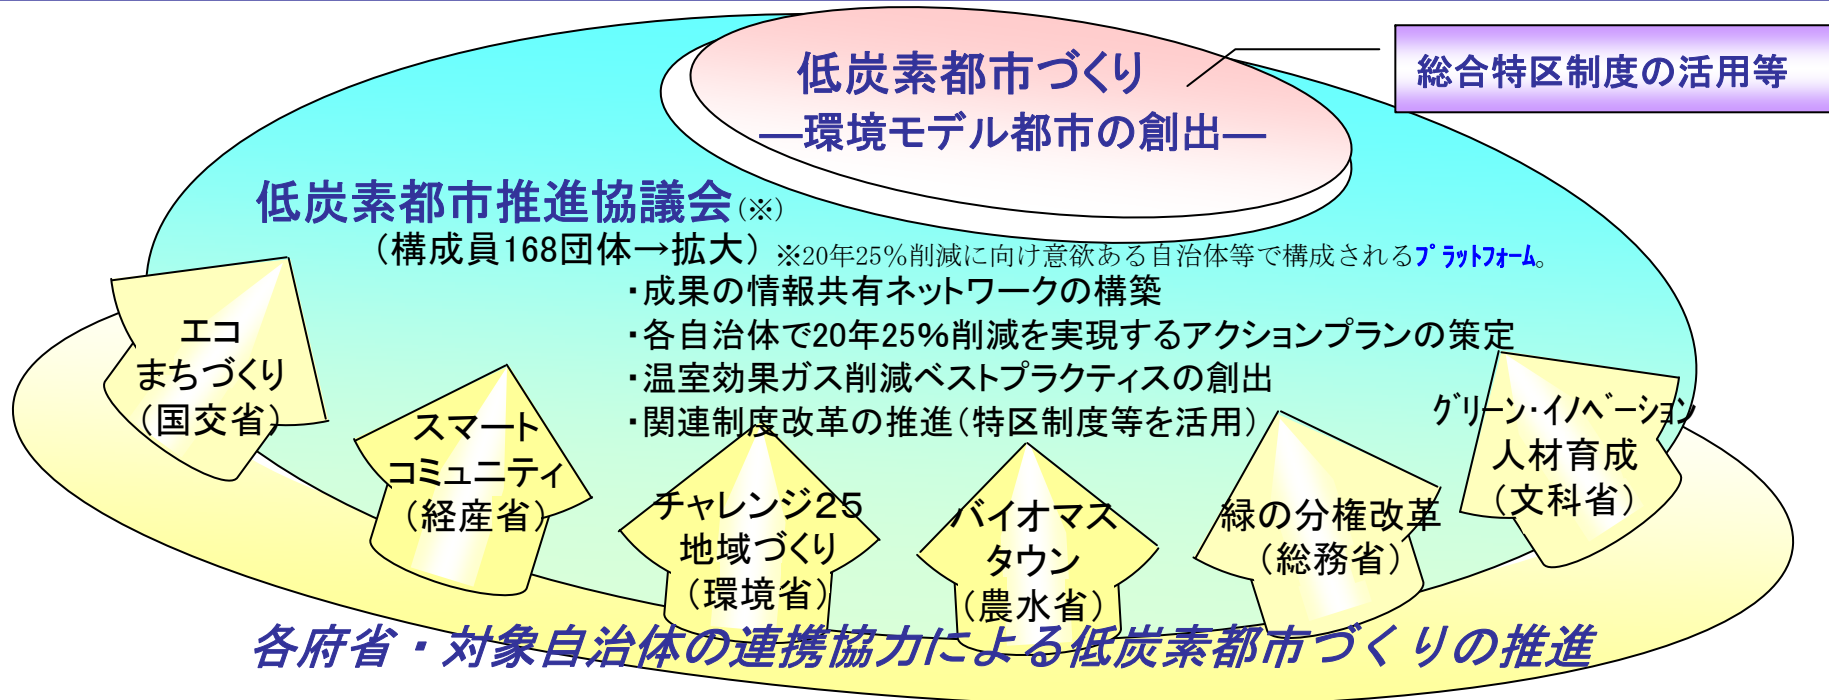 低炭素都市づくり
―環境モデル都市の創出―
総合特区制度の活用等
低炭素都市推進協議会(※)
（構成員168団体→拡大）
※20年25%削減に向け意欲ある自治体等で構成されるﾌﾟﾗｯﾄﾌｫｰﾑ。
・成果の情報共有ネットワークの構築
・各自治体で20年25%削減を実現するアクションプランの策定
・温室効果ガス削減ベストプラクティスの創出
・関連制度改革の推進（特区制度等を活用）
エコ
まちづくり
（国交省）
スマート
コミュニティ
（経産省）
チャレンジ２５
地域づくり
（環境省）
バイオマス
タウン
（農水省）
緑の分権改革
（総務省）
ｸﾞﾘｰﾝ･ｲﾉﾍﾞｰｼｮﾝ
人材育成
（文科省）
各府省・対象自治体の連携協力による低炭素都市づくりの推進